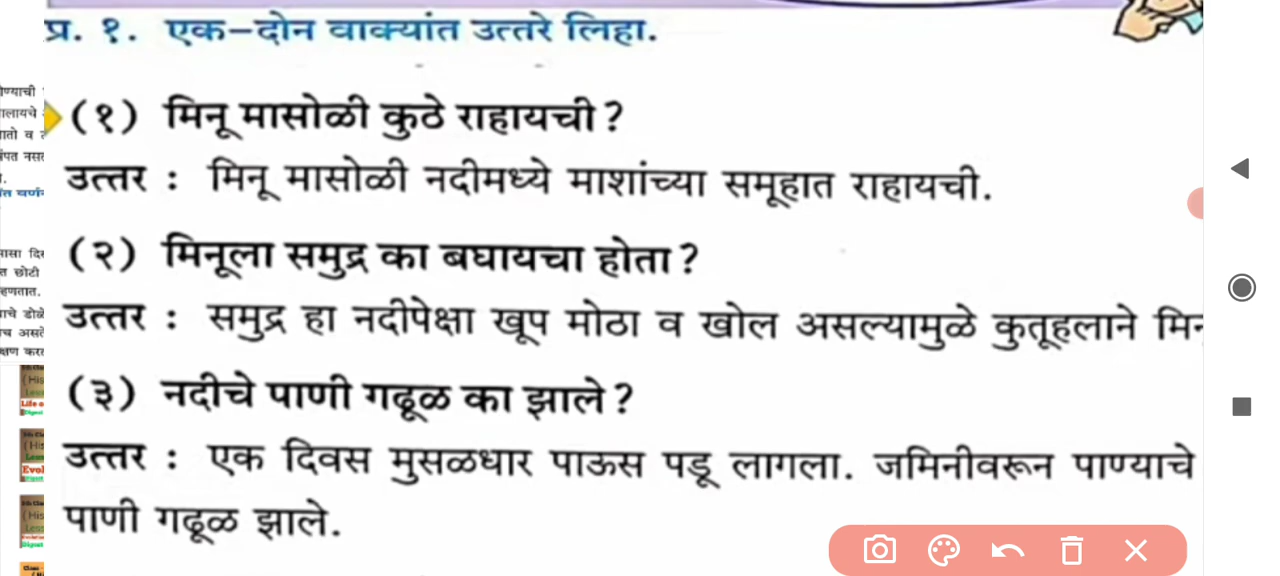 प्र. १. एक-दोन वाक्यांत उत्तरे लिहा.
(१) मिनू मासोळी कुठे राहायची?
उत्तर : मिनू मासोळी नदीमध्ये माशांच्या समूहात राहायची.
(२) मिनूला समुद्र का बघायचा होता?
उत्तर : समुद्र हा नदीपेक्षा खूप मोठा व खोल असल्यामुळे कुतूहलाने
(३) नदीचे पाणी गढूळ का झाले?
उत्तर : एक दिवस मुसळधार पाऊस पडू लागला. जमिनीवरून पाण्याचे
पाणी गढूळ झाले.